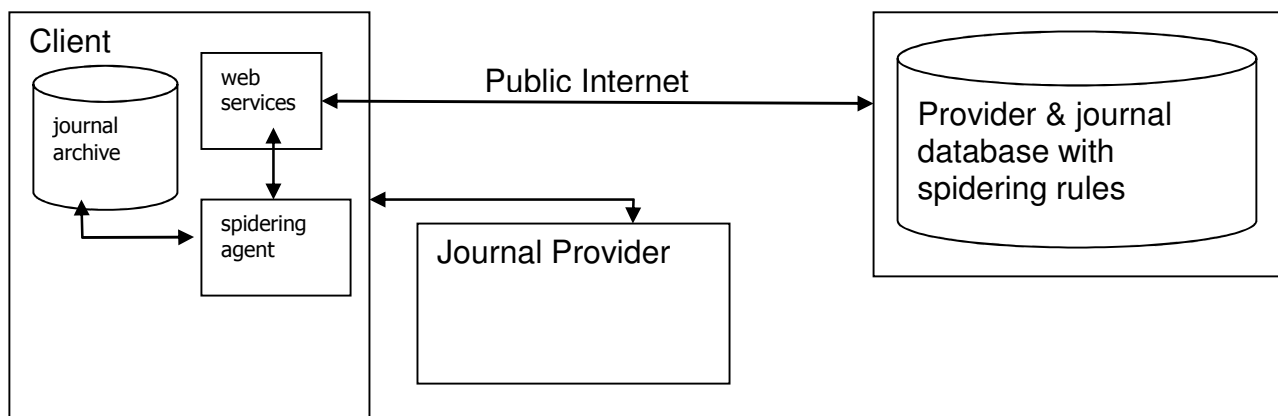 Client
web
services
journal
archive
spidering
agent
Public Internet
Journal Provider
Provider & journal
database with
spidering rules